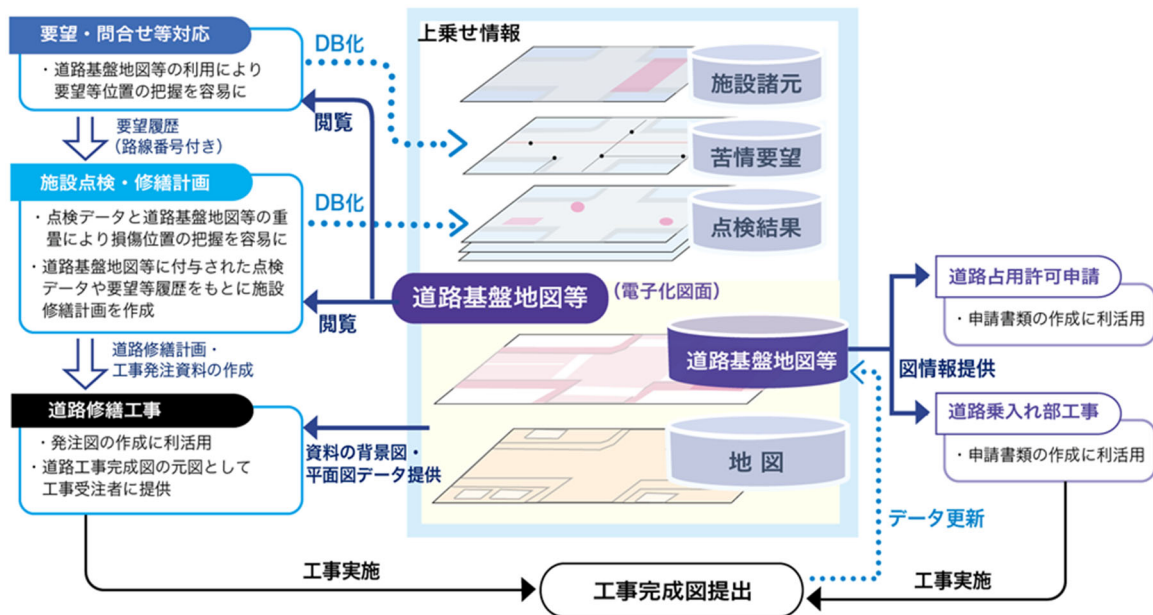 要望・問合せ等対応
・道路基盤地図等の利用により
要望等位置の把握を容易に
要望履歴
（路線番号付き）
施設点検・修繕計画
・点検データと道路基盤地図等の重
畳により損傷位置の把握を容易に
・道路基盤地図等に付与された点検
データや要望等履歴をもとに施設
修繕計画を作成
道路修繕計画・
工事発注資料の作成
道路修繕工事
・発注図の作成に利活用
・道路工事完成図の元図として
工事受注者に提供
DB化
閲覧
DB化
閲覧
資料の背景図・
平面図データ提供
上乗せ情報
施設諸元
苦情要望
点検結果
道路基盤地図等
（電子化図面）
道路基盤地図等
地 図
図情報提供
道路占用許可申請
・申請書類の作成に利活用
道路乗入れ部工事
・申請書類の作成に利活用
データ更新
工事実施
工事完成図提出
工事実施